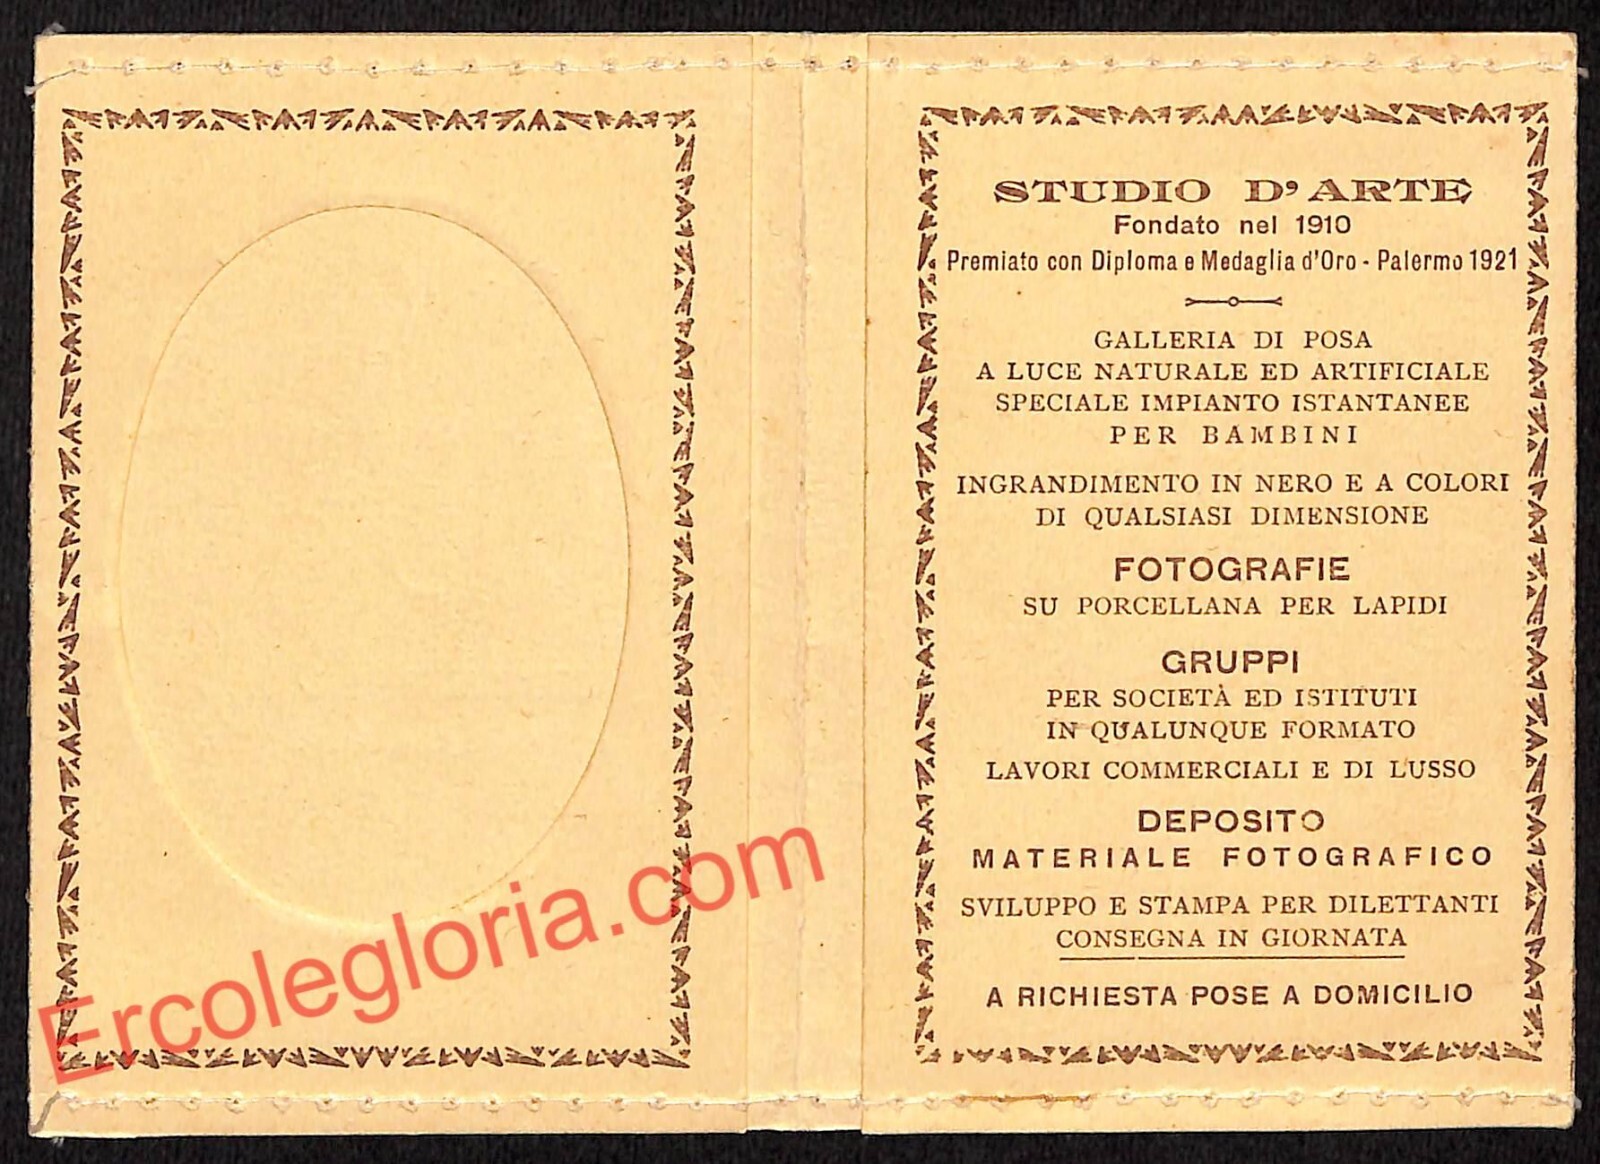 STUDIO D'ARTE
Fondato nel 1910
Premiato con Diploma e Medaglia d'Oro - Palermo 1921
GALLERIA DI POSA
A LUCE NATURALE ED ARTIFICIALE
SPECIALE IMPIANTO ISTANTANEE
PER BAMBINI
INGRANDIMENTO IN NERO E A COLORI
DI QUALSIASI DIMENSIONE
FOTOGRAFIE
SU PORCELLANA PER LAPIDI
GRUPPI
PER SOCIETÀ ED ISTITUTI
IN QUALUNQUE FORMATO
LAVORI COMMERCIALI E DI LUSSO
DEPOSITO
MATERIALE FOTOGRAFICO
SVILUPPO E STAMPA PER DILETTANTI
CONSEGNA IN GIORNATA
A RICHIESTA POSE A DOMICILIO
Ercolegloria.com